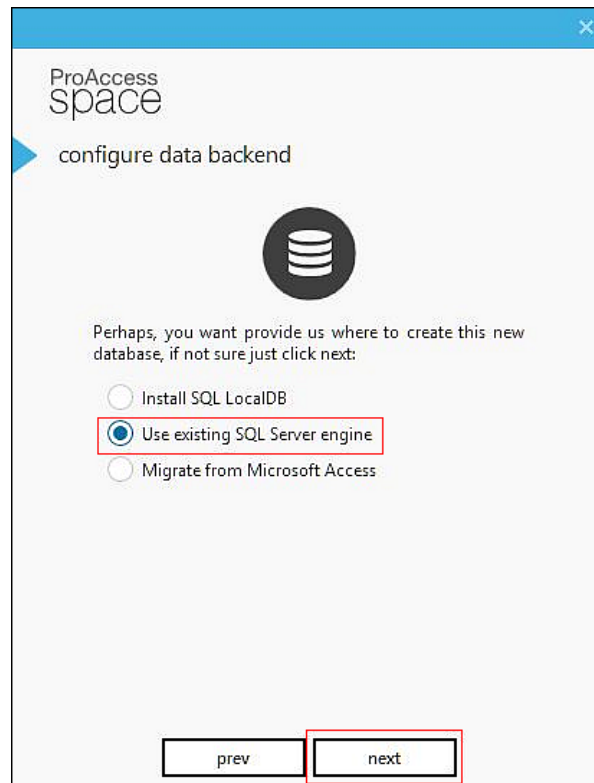 ProAccess
space
configure data backend
Perhaps, you want provide us where to create this new
database, if not sure just click next:
Install SQL LocalDB
Use existing SQL Server engine
Migrate from Microsoft Access
prev
next